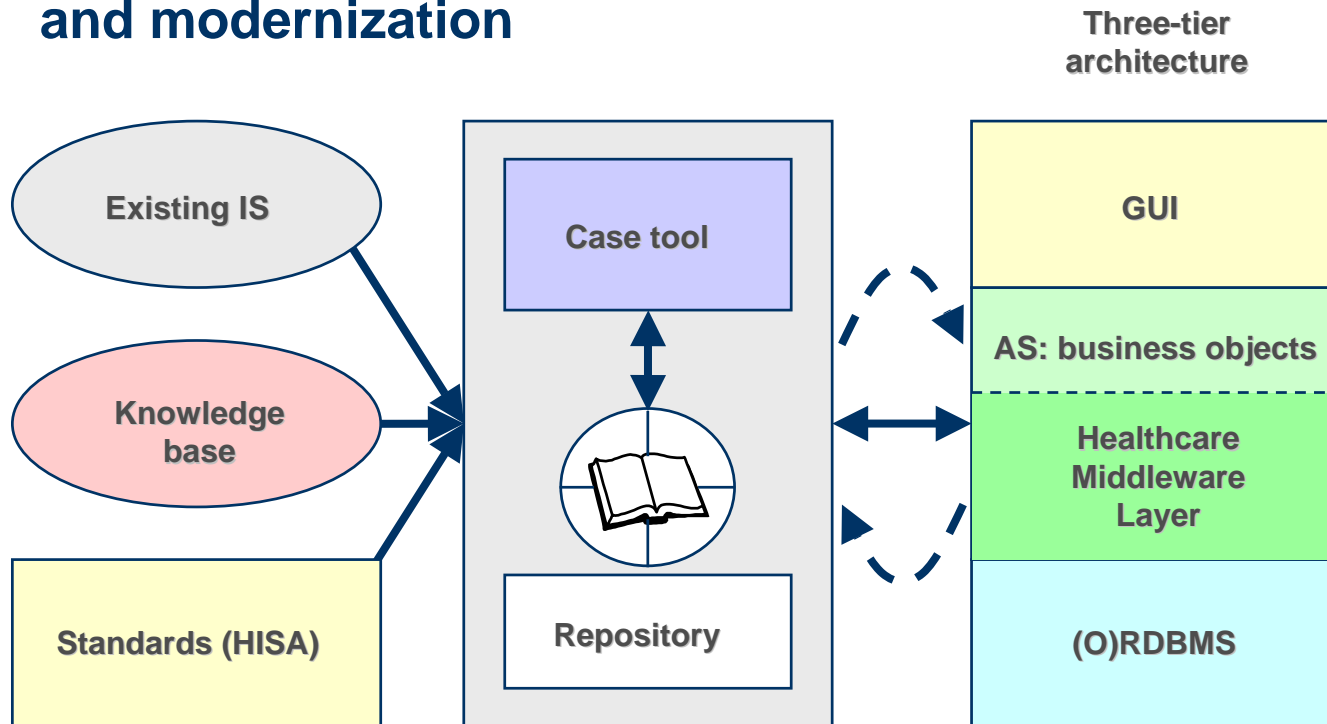 and modernization
Three-tier
architecture
Existing IS
Case tool
GUI
AS: business objects
Knowledge
base
Healthcare
Middleware
Layer
Standards (HISA)
Repository
(O)RDBMS